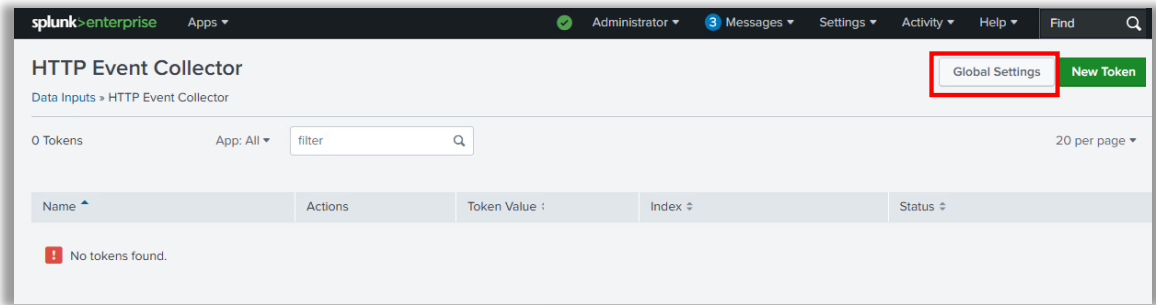 splunk>enterprise Apps Administrator 3 Messages Settings Activity Help Find
HTTP Event Collector
Global Settings New Token
Data Inputs » HTTP Event Collector
0 Tokens App: All filter 20 per page
Name Actions Token Value Index Status
No tokens found.